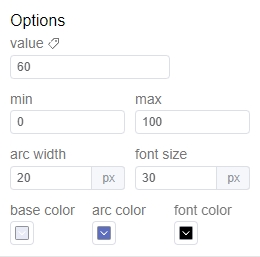 Options
value
60
min max
0 100
arc width font size
20 px 30 px
base color arc color font color